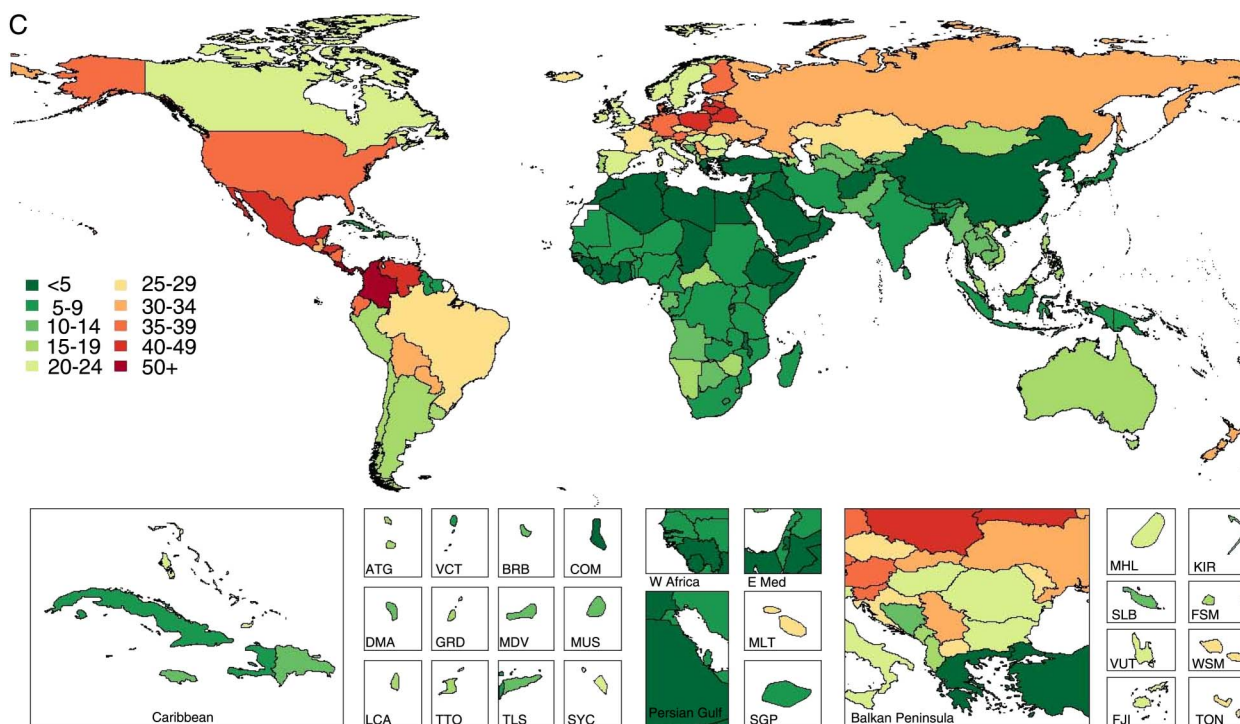 C
<5
5-9
10-14
15-19
20-24
25-29
30-34
35-39
40-49
50+
Caribbean
ATG
VCT
BRB
COM
DMA
GRD
MDV
MUS
LCA
TTO
TLS
SYC
W Africa
E Med
Persian Gulf
MLT
SGP
Balkan Peninsula
MHL
KIR
SLB
FSM
VUT
WSM
FJI
TON